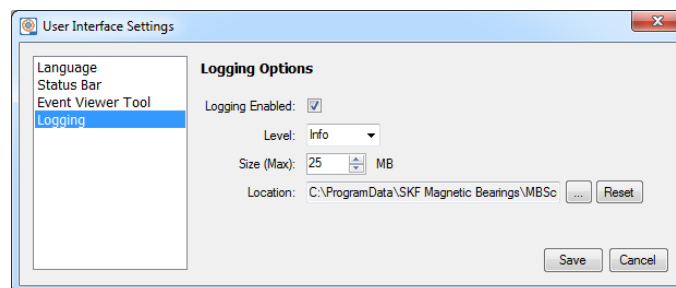 User Interface Settings
Language
Status Bar
Event Viewer Tool
Logging
Logging Options
Logging Enabled:
Level: Info
Size (Max): 25 MB
Location: C:\ProgramData\SKF Magnetic Bearings\MBSc ... Reset
Save Cancel